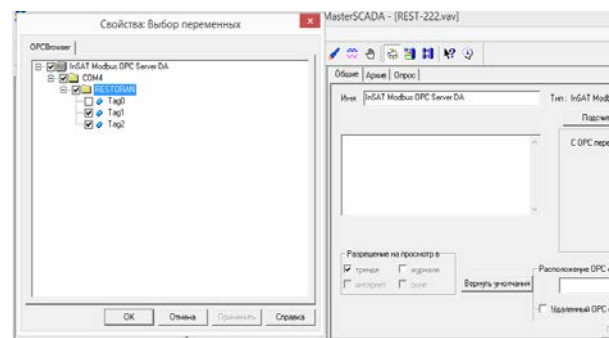 Свойства: Выбор переменных
OPCBrowser
InSAT Modbus OPC Server DA
COM4
RESTORAN
Tag0
Tag1
Tag2
OK Отмена Применить Справка
MasterSCADA - [REST-222.vav]
Общие Архив Опрос
Имя InSAT Modbus OPC Server DA
Тип: InSAT Modb
С OPC пере
Разрешение на просмотр в
тренде журнале
интернет окне
Вернуть умолчания
Расположение OPC
Удаленный OPC